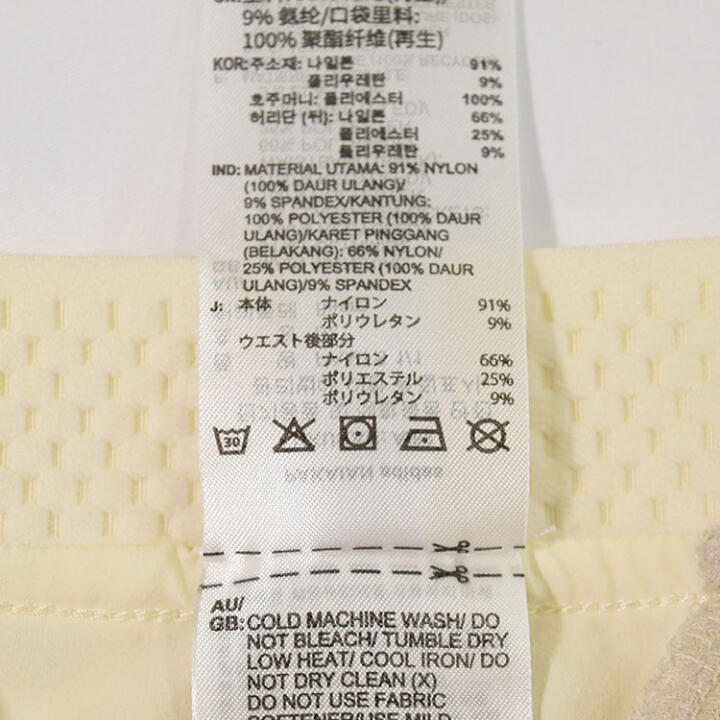 9% 氨纶/口袋里料:
100% 聚酯纤维(再生)
KOR:주소재: 나일론 91%
폴리우레탄 9%
호주머니: 폴리에스터 100%
허리단 (뒤): 나일론 66%
폴리에스터 25%
폴리우레탄 9%
IND: MATERIAL UTAMA: 91% NYLON
(100% DAUR ULANG)/
9% SPANDEX/KANTUNG:
100% POLYESTER (100% DAUR
ULANG)/KARET PINGGANG
(BELAKANG): 66% NYLON/
25% POLYESTER (100% DAUR
ULANG)/9% SPANDEX
J: 本体 ナイロン 91%
ポリウレタン 9%
ウエスト後部分
ナイロン 66%
ポリエステル 25%
ポリウレタン 9%
30
PAKAIAN adidas
AU/
GB: COLD MACHINE WASH/ DO
NOT BLEACH/ TUMBLE DRY
LOW HEAT/ COOL IRON/ DO
NOT DRY CLEAN (X)
DO NOT USE FABRIC
SOFTENER/USE MILD